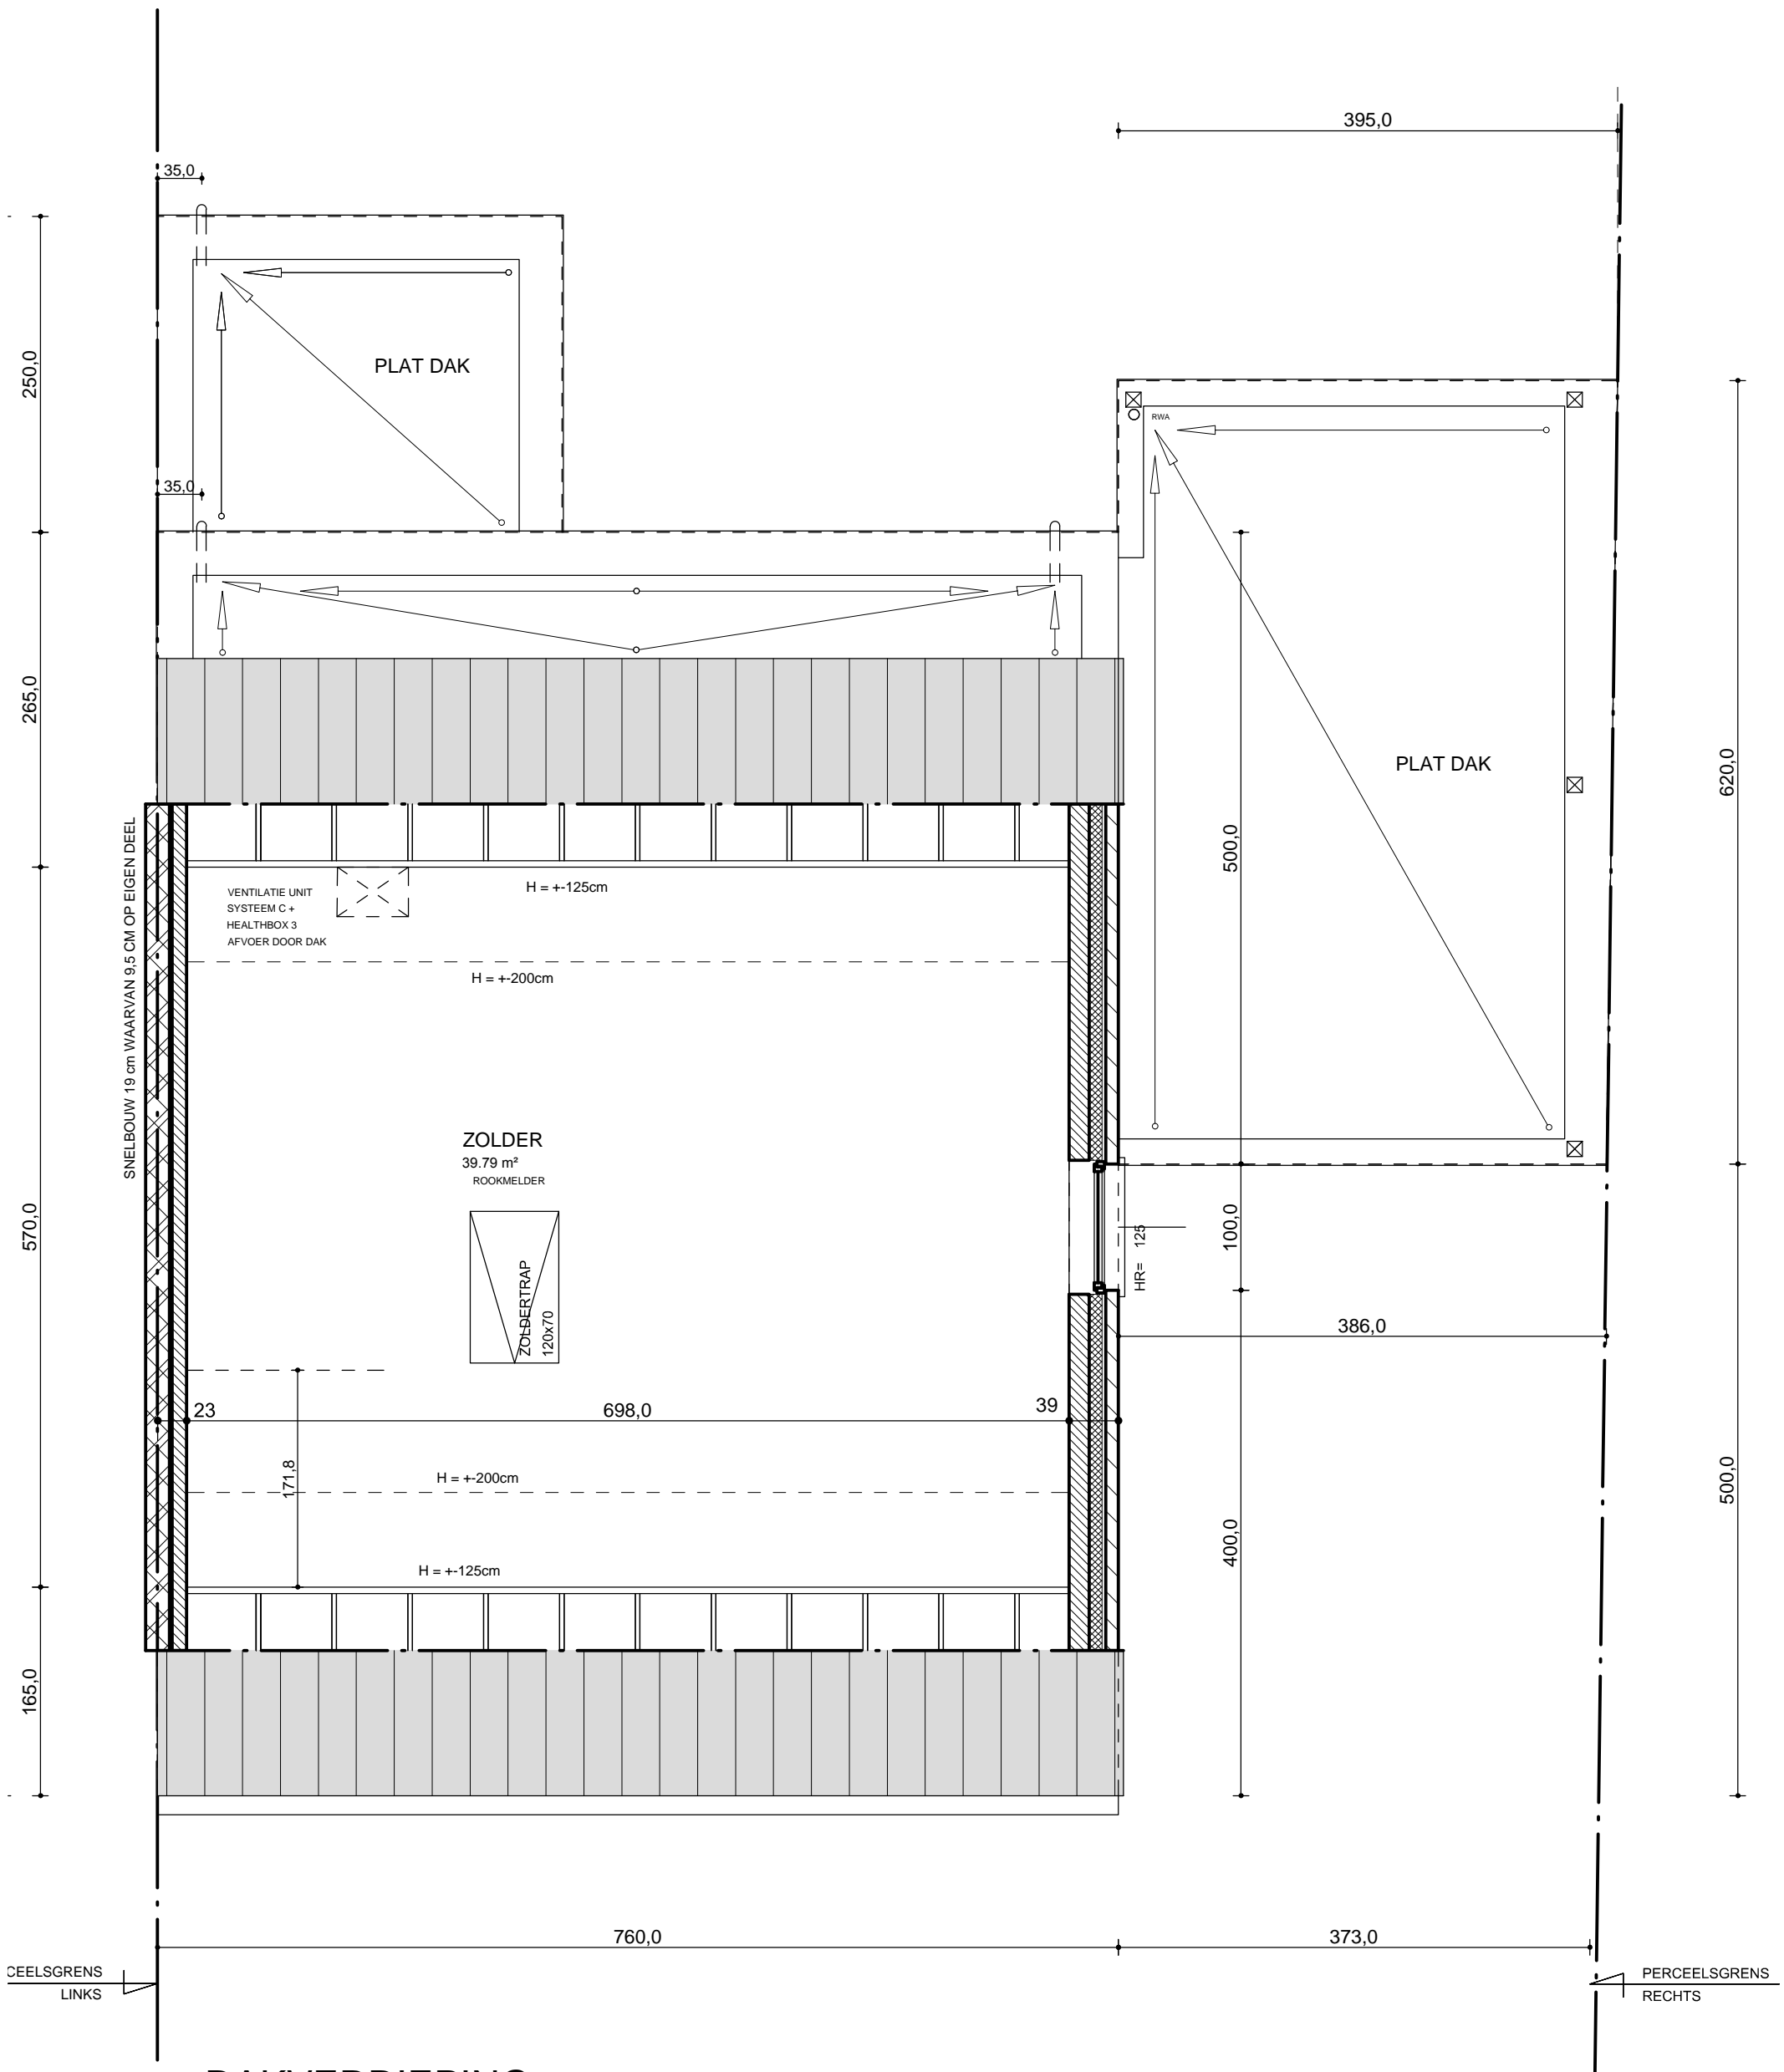 395,0
35,0
250,0
PLAT DAK
RWA
35,0
265,0
PLAT DAK
620,0
500,0
SNELBOUW 19 cm WAARVAN 9,5 CM OP EIGEN DEEL
VENTILATIE UNIT
SYSTEEM C +
HEALTHBOX 3
AFVOER DOOR DAK
H = +-125cm
H = +-200cm
ZOLDER
39.79 m²
ROOKMELDER
570,0
ZOLDERTRAP
120x70
HR= 125
100,0
386,0
23
698,0
39
171,8
H = +-200cm
400,0
500,0
H = +-125cm
165,0
760,0
373,0
CEELSGRENS
LINKS
PERCEELSGRENS
RECHTS